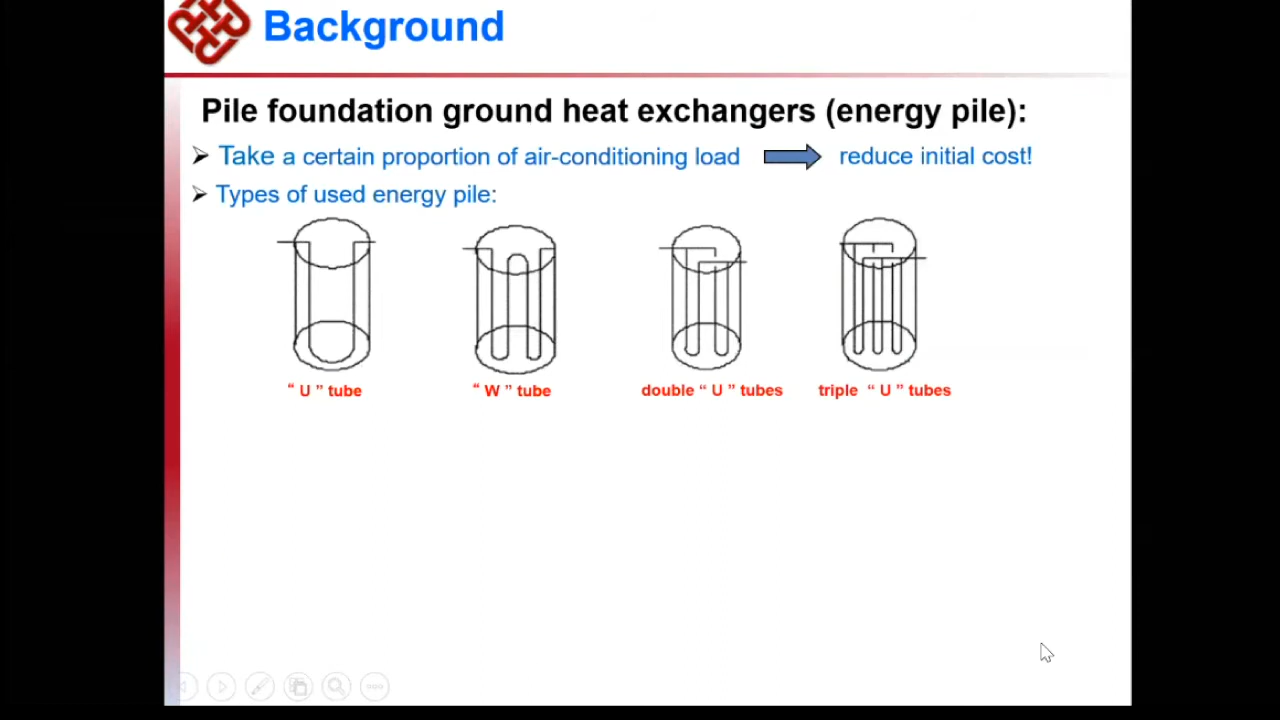 Background
Pile foundation ground heat exchangers (energy pile):
Take a certain proportion of air-conditioning load reduce initial cost!
Types of used energy pile:
“ U ” tube
“ W ” tube
double “ U ” tubes
triple “ U ” tubes